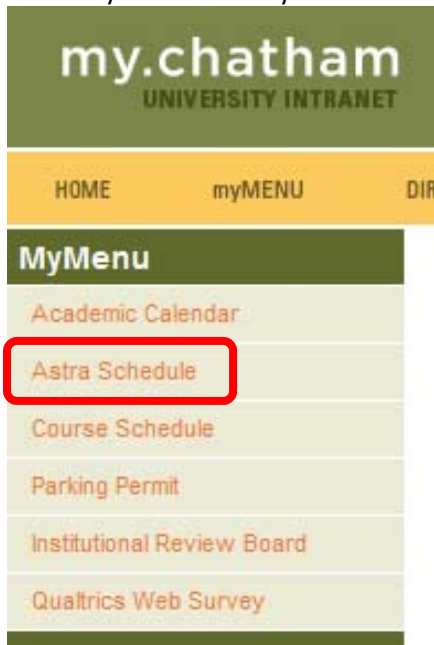 my.chatham
UNIVERSITY INTRANET
HOME myMENU DIR
MyMenu
Academic Calendar
Astra Schedule
Course Schedule
Parking Permit
Institutional Review Board
Qualtrics Web Survey